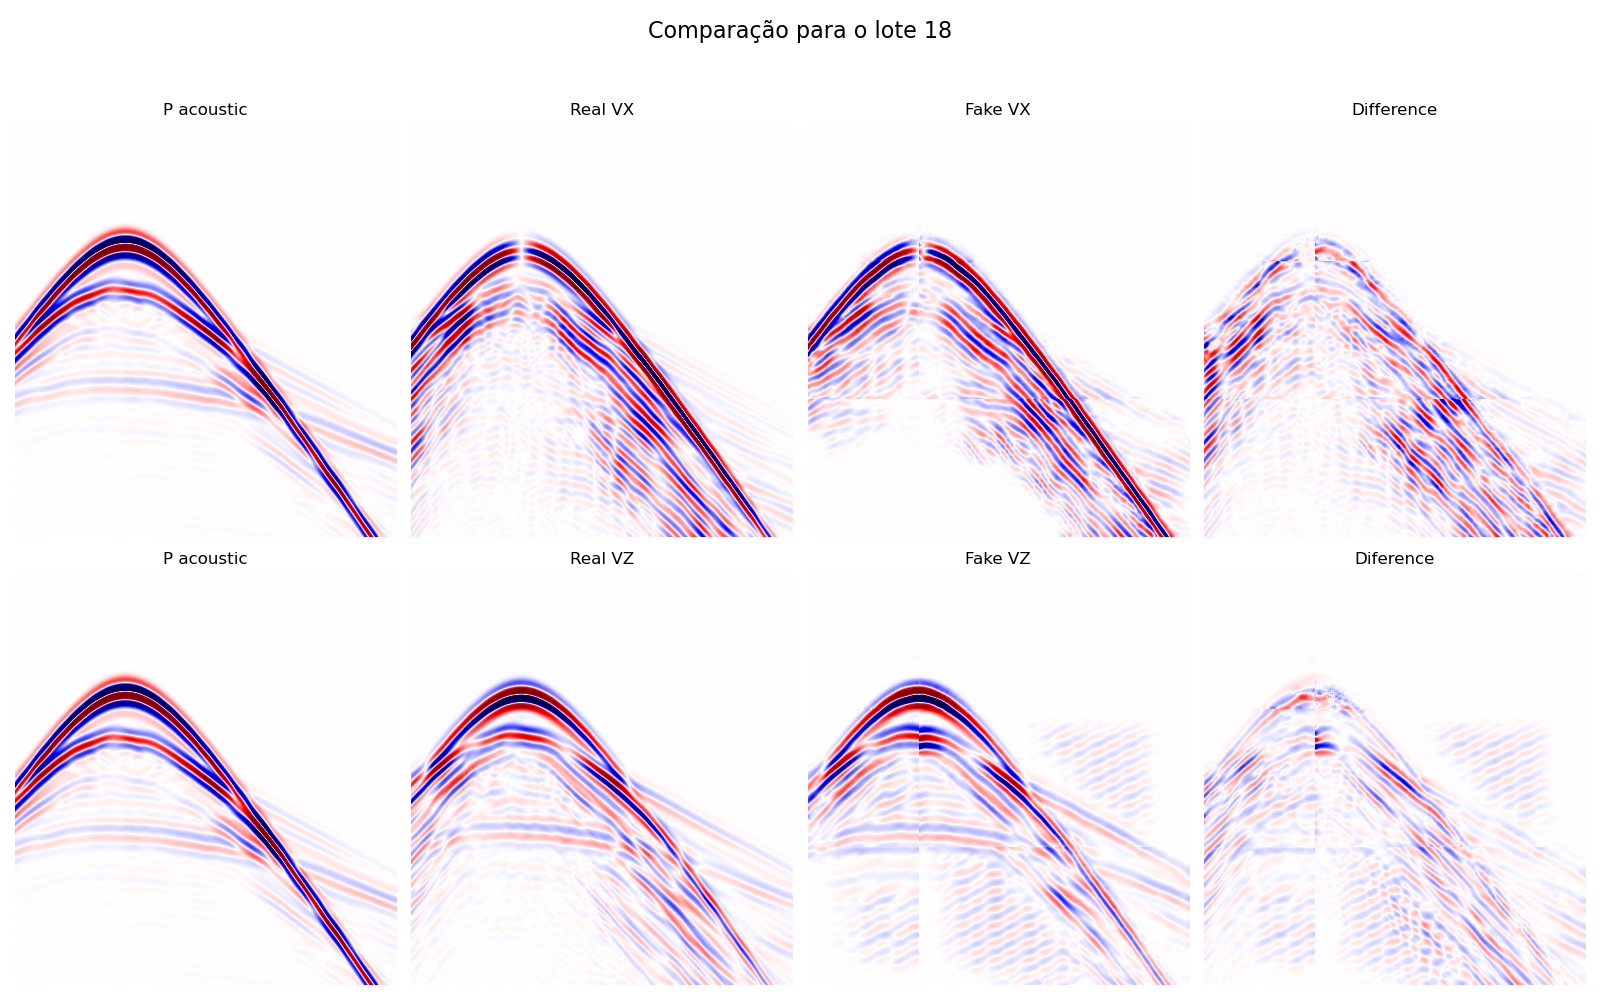 Comparação para o lote 18
P acoustic
Real VX
Fake VX
Difference
P acoustic
Real VZ
Fake VZ
Diference